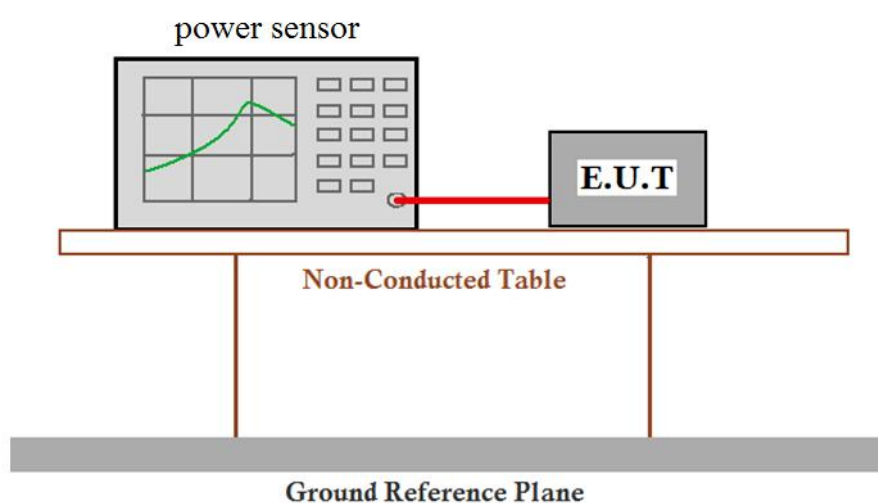 power sensor
E.U.T
Non-Conducted Table
Ground Reference Plane